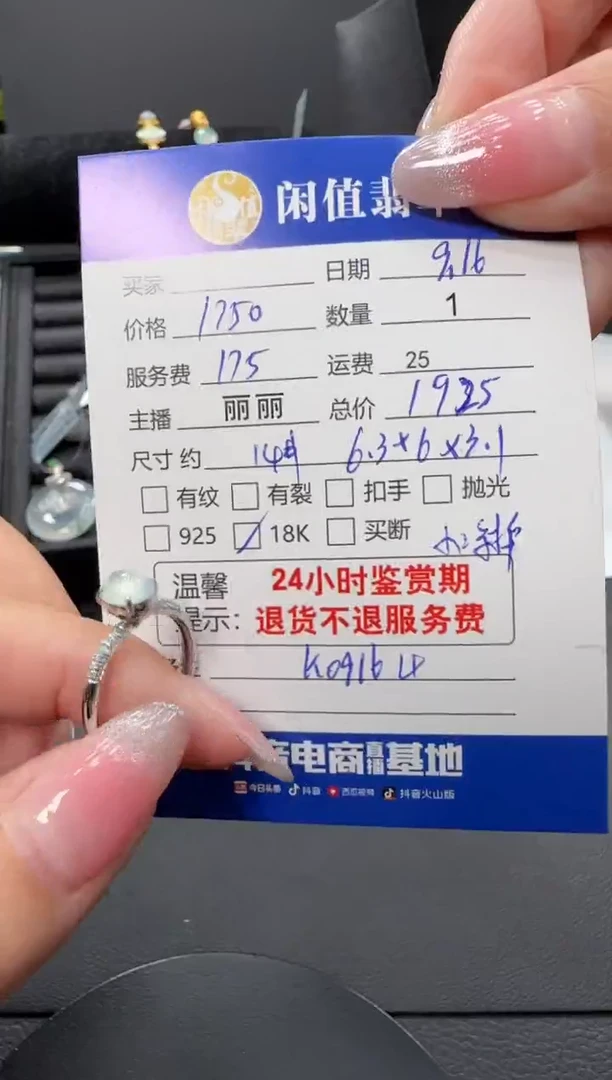 闲值翡
买家 日期 9.16
价格 1750 数量 1
服务费 175 运费 25
主播 丽丽 总价 1925
尺寸 约 14# 6.3×6×3.1
有纹 有裂 扣手 抛光
925 18K 买断
温馨 24小时鉴赏期
提示: 退货不退服务费
K0916
电商直播基地
今日头条 抖音 西瓜视频 抖音火山版